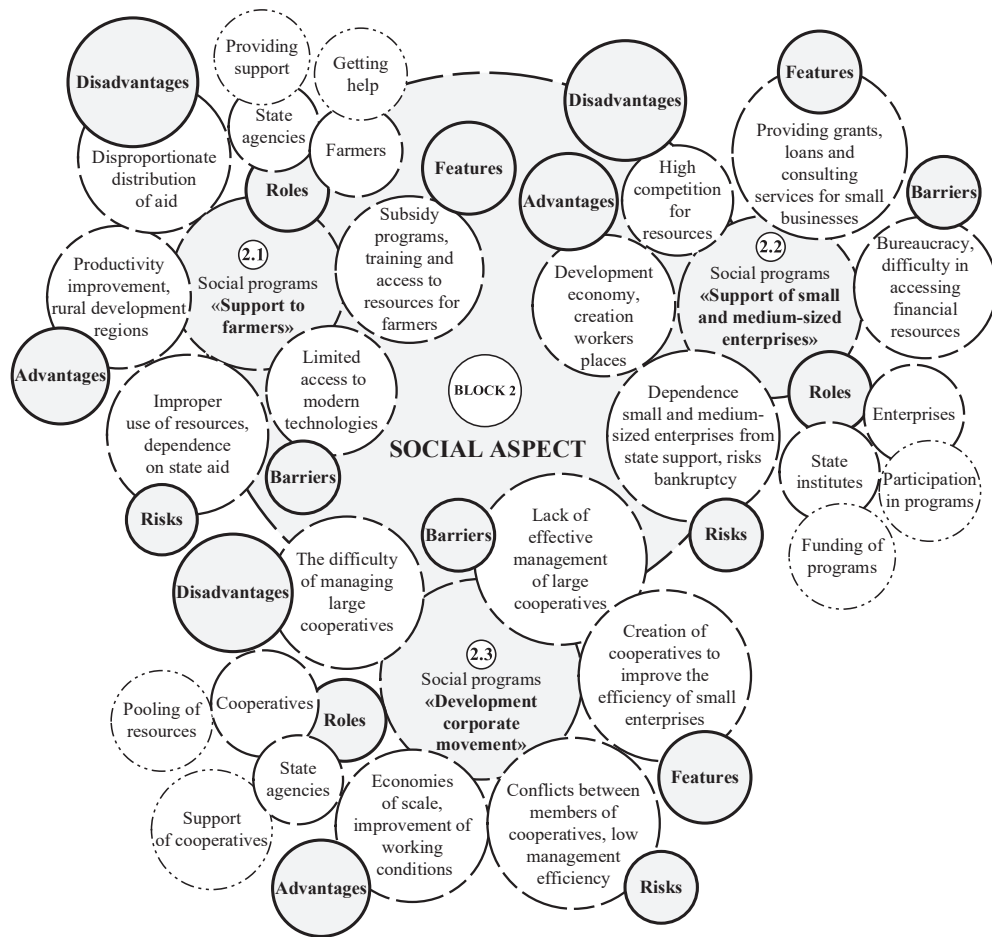 Providing
support
Getting
help
Disadvantages
State
agencies
Farmers
Disproportionate
distribution
of aid
Roles
Features
2.1
Social programs
«Support to
farmers»
Subsidy
programs,
training and
access to
resources for
farmers
Productivity
improvement,
rural development
regions
Advantages
Limited
access to
modern
technologies
Barriers
Improper
use of resources,
dependence
on state aid
Risks
Disadvantages
Features
Providing grants,
loans and
consulting
services for small
businesses
High
competition
for
resources
Advantages
Barriers
2.2
Social programs
«Support of small
and medium-sized
enterprises»
Bureaucracy,
difficulty in
accessing
financial
resources
Development
economy,
creation
workers
places
Roles
Enterprises
Dependence
small and medium-
sized enterprises from
state support, risks
bankruptcy
State
institutes
Participation
in programs
Funding of
programs
Risks
BLOCK 2
SOCIAL ASPECT
Barriers
Lack of
effective
management
of large
cooperatives
Disadvantages
The difficulty
of managing
large
cooperatives
2.3
Social programs
«Development
corporate
movement»
Creation of
cooperatives to
improve the
efficiency of small
enterprises
Features
Cooperatives
Roles
Pooling of
resources
State
agencies
Support
of cooperatives
Economies
of scale,
improvement of
working
conditions
Advantages
Conflicts between
members of
cooperatives, low
management
efficiency
Risks